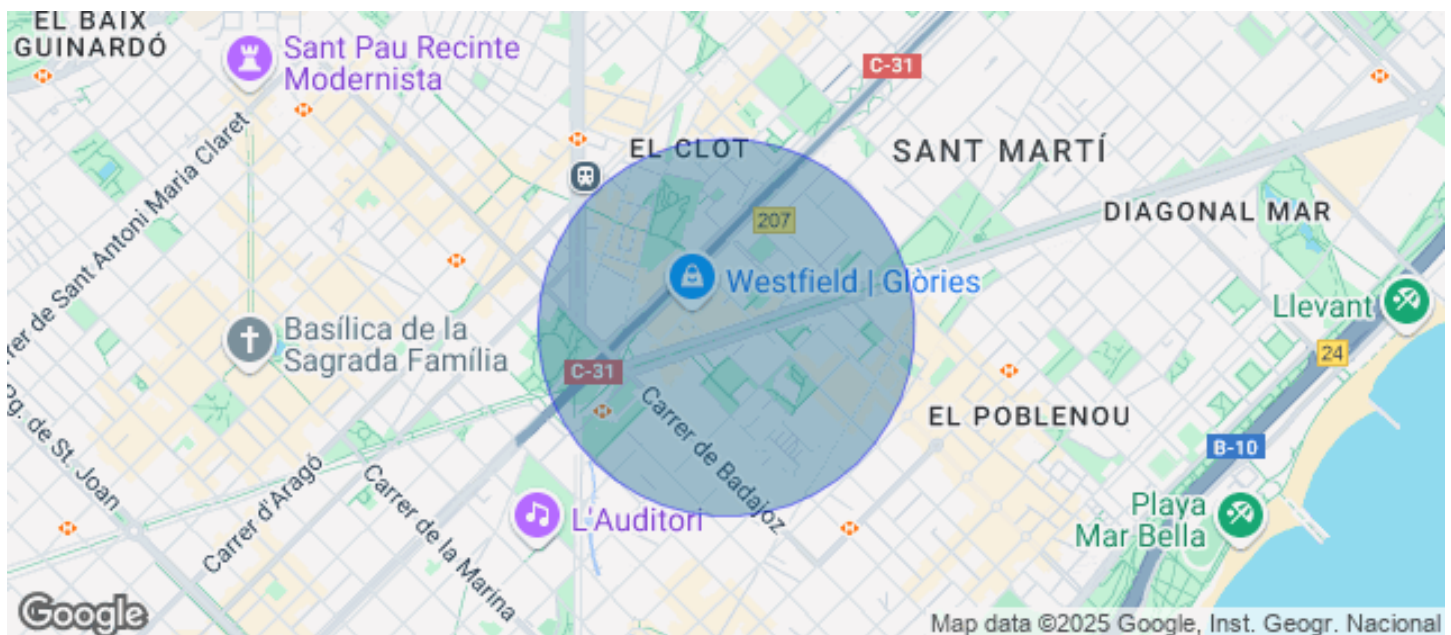 EL BAIX
GUINARDÓ
Sant Pau Recinte
Modernista
C-31
EL CLOT
SANT MARTÍ
Carrer de Sant Antoni Maria Claret
207
DIAGONAL MAR
Westfield | Glòries
Llevant
Basílica de la
Sagrada Família
24
C-31
Pg. de St. Joan
Carrer de Badajoz
EL POBLENOU
B-10
Carrer d'Aragó
Carrer de la Marina
L'Auditori
Playa
Mar Bella
Google
Map data ©2025 Google, Inst. Geogr. Nacional